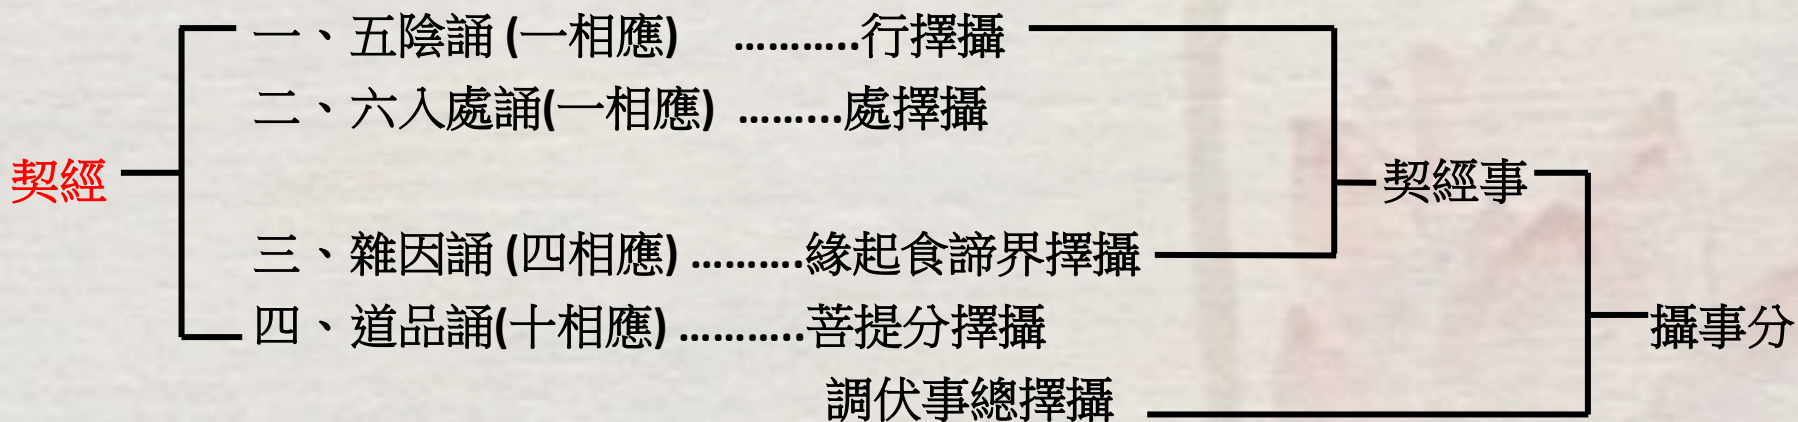 一、五陰誦 (一相應) ...........行擇攝
二、六入處誦(一相應) .........處擇攝
契經
契經事
三、雜因誦 (四相應) ..........緣起食諦界擇攝
四、道品誦(十相應) ...........菩提分擇攝
攝事分
調伏事總擇攝